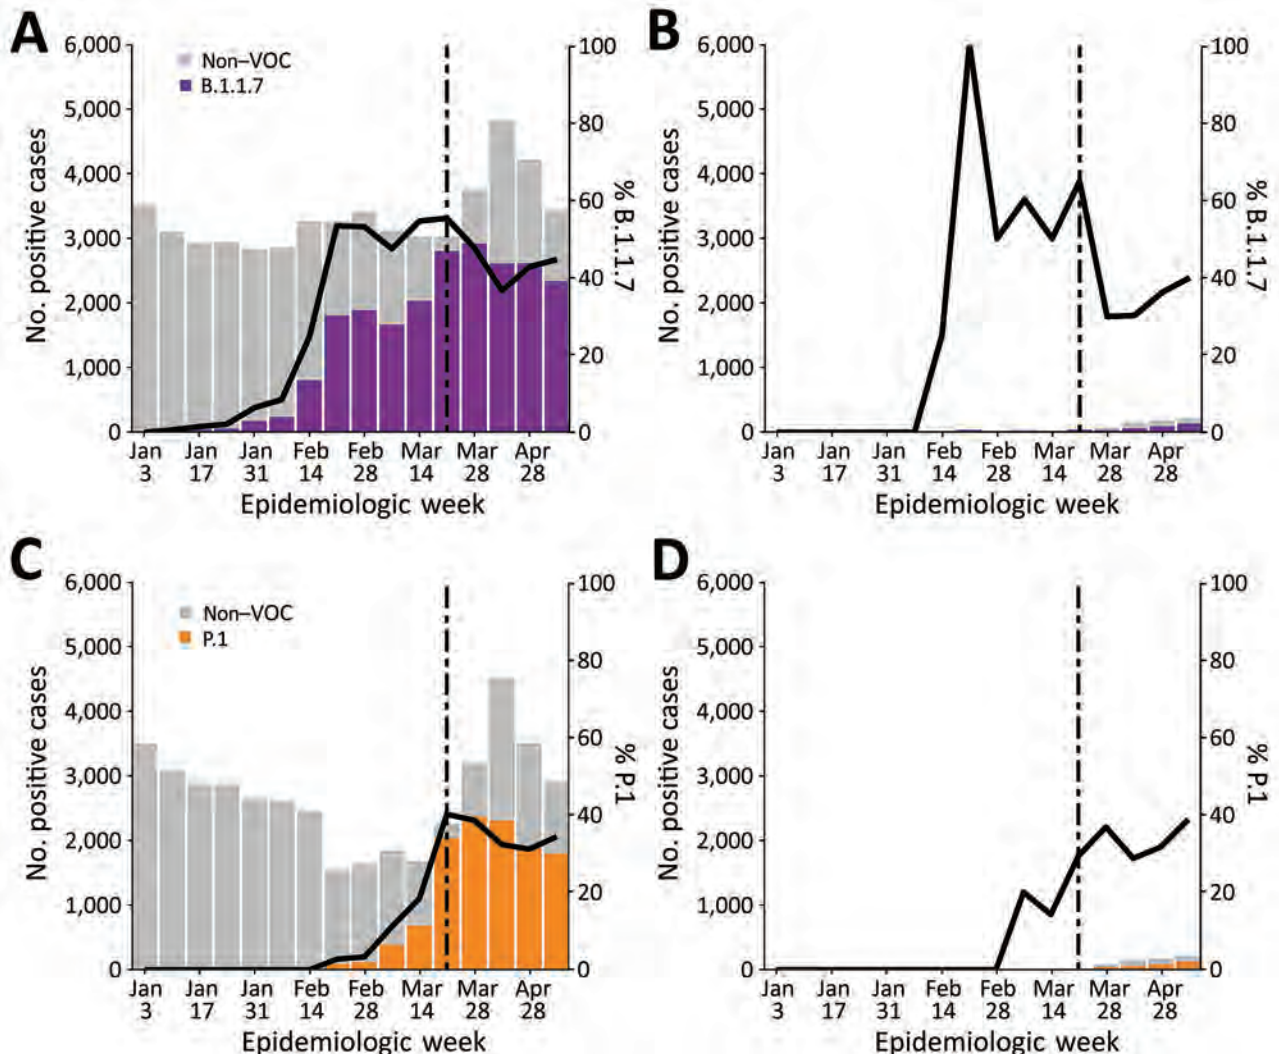 A
6,000
5,000
4,000
3,000
2,000
1,000
0
No. positive cases
Non–VOC
B.1.1.7
100
80
60
40
20
0
% B.1.1.7
Jan 3
Jan 17
Jan 31
Feb 14
Feb 28
Mar 14
Mar 28
Apr 28
Epidemiologic week
B
6,000
5,000
4,000
3,000
2,000
1,000
0
No. positive cases
100
80
60
40
20
0
% B.1.1.7
Jan 3
Jan 17
Jan 31
Feb 14
Feb 28
Mar 14
Mar 28
Apr 28
Epidemiologic week
C
6,000
5,000
4,000
3,000
2,000
1,000
0
No. positive cases
Non–VOC
P.1
100
80
60
40
20
0
% P.1
Jan 3
Jan 17
Jan 31
Feb 14
Feb 28
Mar 14
Mar 28
Apr 28
Epidemiologic week
D
6,000
5,000
4,000
3,000
2,000
1,000
0
No. positive cases
100
80
60
40
20
0
% P.1
Jan 3
Jan 17
Jan 31
Feb 14
Feb 28
Mar 14
Mar 28
Apr 28
Epidemiologic week